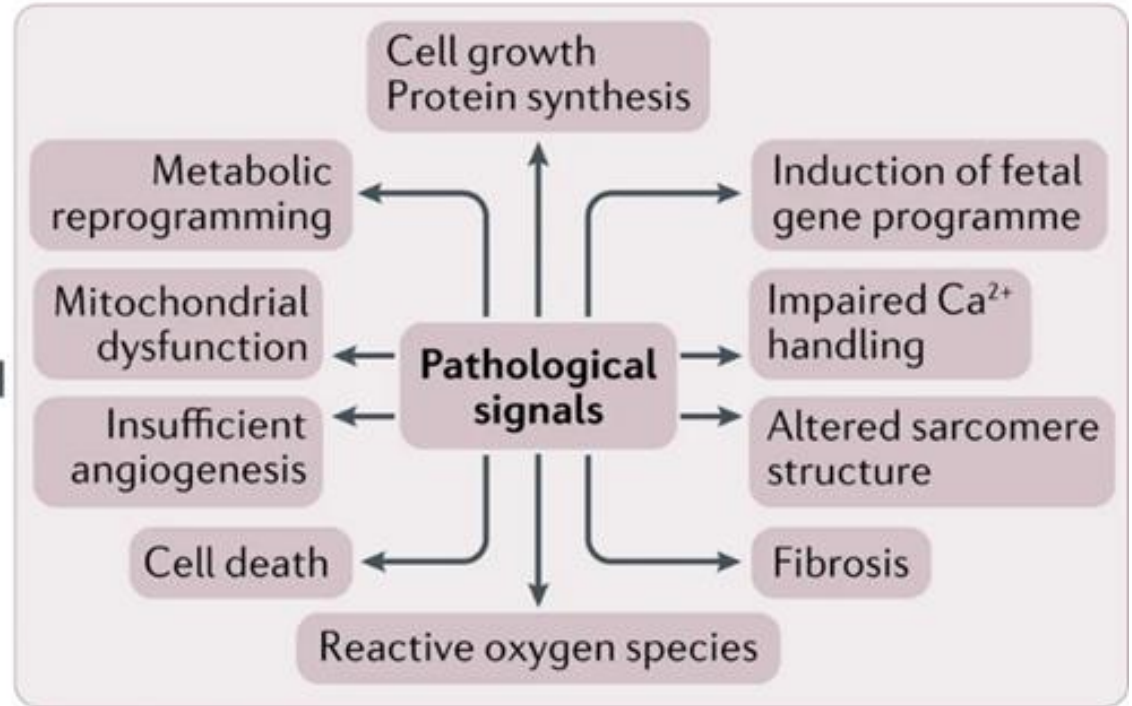 Cell growth
Protein synthesis
Metabolic
reprogramming
Induction of fetal
gene programme
Mitochondrial
dysfunction
Impaired Ca²⁺
handling
Pathological
signals
Insufficient
angiogenesis
Altered sarcomere
structure
Cell death
Fibrosis
Reactive oxygen species